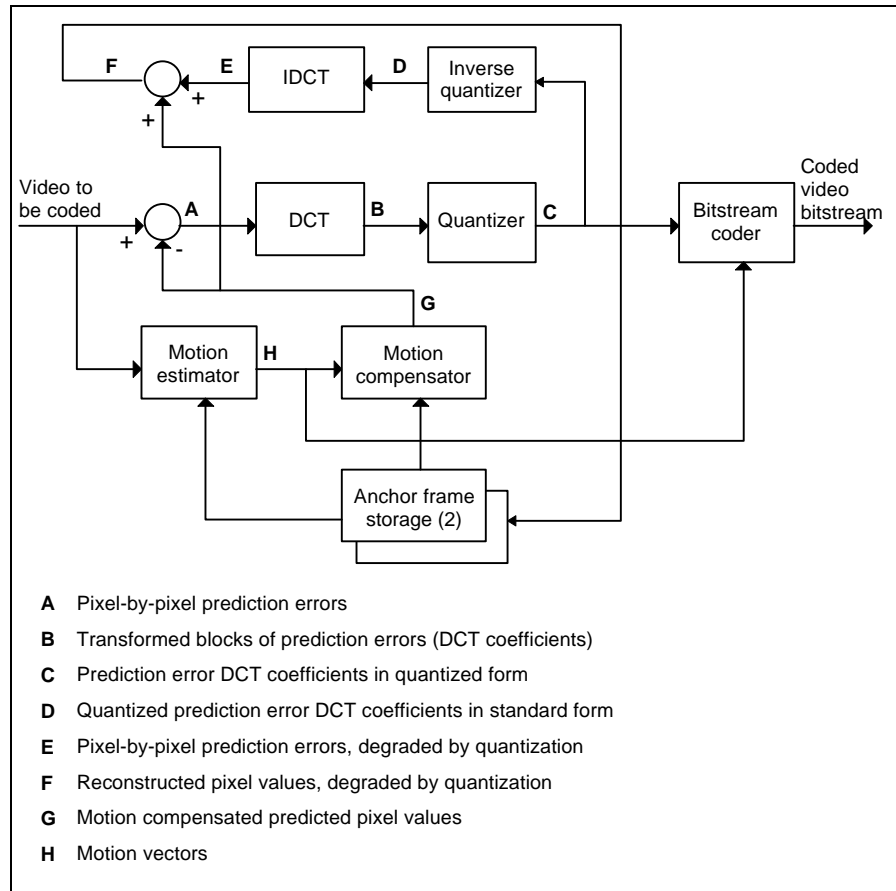 F
E
IDCT
D
Inverse
quantizer
+
+
Video to
be coded
A
DCT
B
Quantizer
C
Bitstream
coder
Coded
video
bitstream
+
-
G
Motion
estimator
H
Motion
compensator
Anchor frame
storage (2)
A Pixel-by-pixel prediction errors
B Transformed blocks of prediction errors (DCT coefficients)
C Prediction error DCT coefficients in quantized form
D Quantized prediction error DCT coefficients in standard form
E Pixel-by-pixel prediction errors, degraded by quantization
F Reconstructed pixel values, degraded by quantization
G Motion compensated predicted pixel values
H Motion vectors